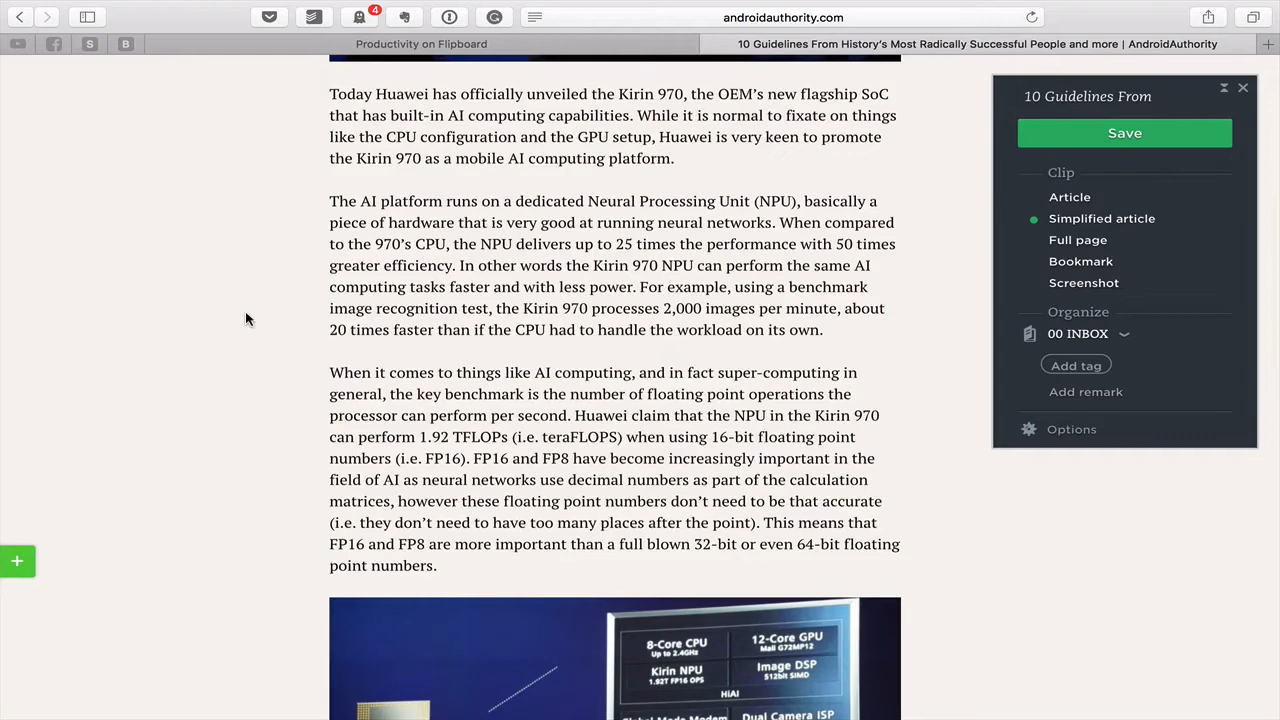 4
androidauthority.com
S
B
Productivity on Flipboard
10 Guidelines From History's Most Radically Successful People and more | AndroidAuthority
Today Huawei has officially unveiled the Kirin 970, the OEM's new flagship SoC
that has built-in AI computing capabilities. While it is normal to fixate on things
like the CPU configuration and the GPU setup, Huawei is very keen to promote
the Kirin 970 as a mobile AI computing platform.
The AI platform runs on a dedicated Neural Processing Unit (NPU), basically a
piece of hardware that is very good at running neural networks. When compared
to the 970's CPU, the NPU delivers up to 25 times the performance with 50 times
greater efficiency. In other words the Kirin 970 NPU can perform the same AI
computing tasks faster and with less power. For example, using a benchmark
image recognition test, the Kirin 970 processes 2,000 images per minute, about
20 times faster than if the CPU had to handle the workload on its own.
When it comes to things like AI computing, and in fact super-computing in
general, the key benchmark is the number of floating point operations the
processor can perform per second. Huawei claim that the NPU in the Kirin 970
can perform 1.92 TFLOPs (i.e. teraFLOPS) when using 16-bit floating point
numbers (i.e. FP16). FP16 and FP8 have become increasingly important in the
field of AI as neural networks use decimal numbers as part of the calculation
matrices, however these floating point numbers don't need to be that accurate
(i.e. they don't need to have too many places after the point). This means that
FP16 and FP8 are more important than a full blown 32-bit or even 64-bit floating
point numbers.
8-Core CPU
Up to 2.4GHz
12-Core GPU
Mali G72MP12
Kirin NPU
1.92T FP16 OPS
Image DSP
512bit SIMD
HiAI
Global-Mode Modem
Dual Camera ISP
10 Guidelines From
Save
Clip
Article
Simplified article
Full page
Bookmark
Screenshot
Organize
00 INBOX
Add tag
Add remark
Options